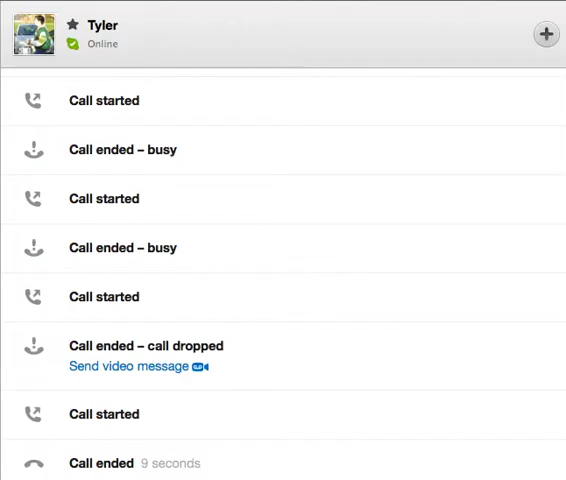 Tyler
Online
Call started
Call ended – busy
Call started
Call ended – busy
Call started
Call ended – call dropped
Send video message
Call started
Call ended 9 seconds